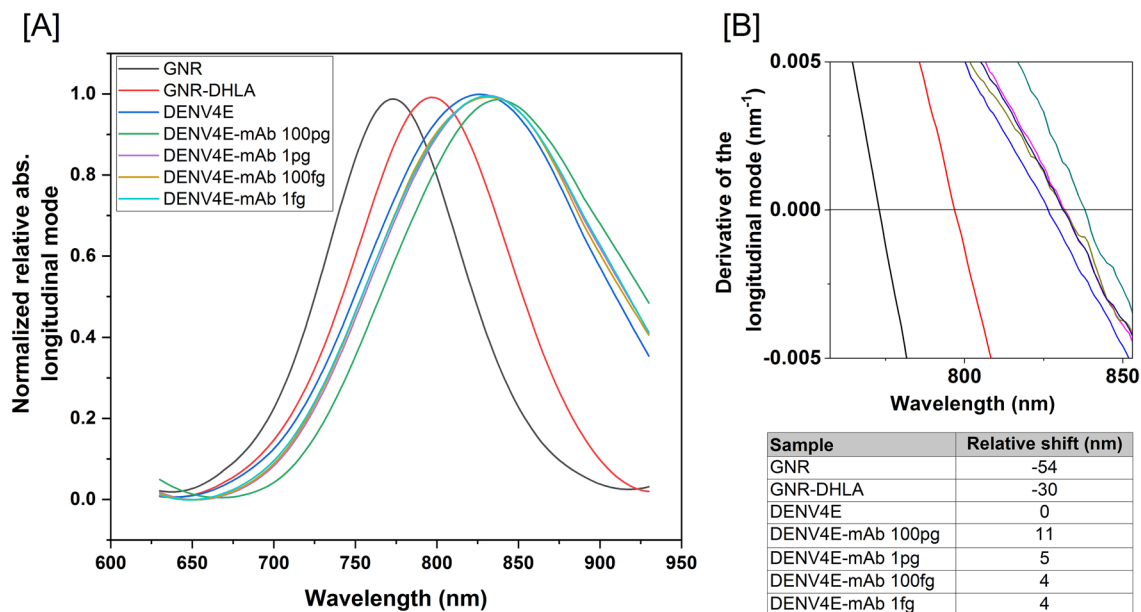 [A]
GNR
GNR-DHLA
DENV4E
DENV4E-mAb 100pg
DENV4E-mAb 1pg
DENV4E-mAb 100fg
DENV4E-mAb 1fg
Normalized relative abs.
longitudinal mode
1.0
0.8
0.6
0.4
0.2
0.0
600 650 700 750 800 850 900 950
Wavelength (nm)
[B]
Derivative of the
longitudinal mode (nm⁻¹)
0.005
0.000
-0.005
800 850
Wavelength (nm)
Sample Relative shift (nm)
GNR -54
GNR-DHLA -30
DENV4E 0
DENV4E-mAb 100pg 11
DENV4E-mAb 1pg 5
DENV4E-mAb 100fg 4
DENV4E-mAb 1fg 4